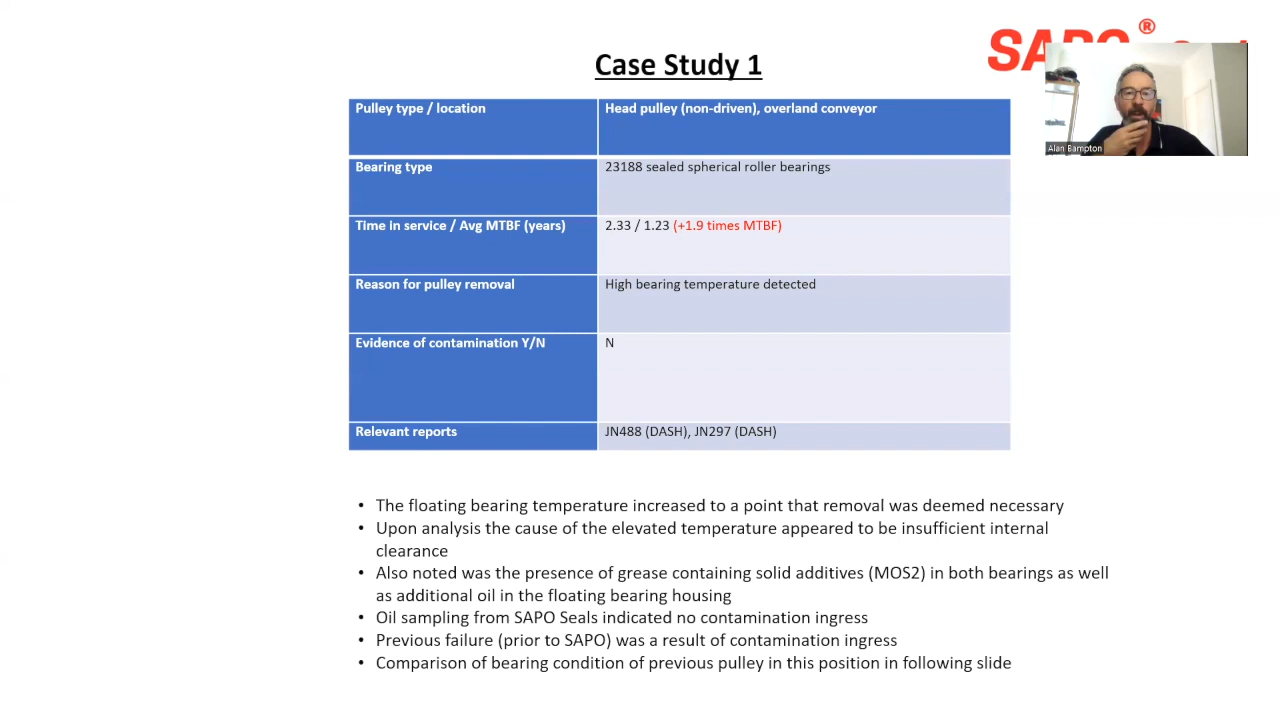 Case Study 1
Alan Bampton
Pulley type / location
Head pulley (non-driven), overland conveyor
Bearing type
23188 sealed spherical roller bearings
Time in service / Avg MTBF (years)
2.33 / 1.23 (+1.9 times MTBF)
Reason for pulley removal
High bearing temperature detected
Evidence of contamination Y/N
N
Relevant reports
JN488 (DASH), JN297 (DASH)
• The floating bearing temperature increased to a point that removal was deemed necessary
• Upon analysis the cause of the elevated temperature appeared to be insufficient internal
clearance
• Also noted was the presence of grease containing solid additives (MOS2) in both bearings as well
as additional oil in the floating bearing housing
• Oil sampling from SAPO Seals indicated no contamination ingress
• Previous failure (prior to SAPO) was a result of contamination ingress
• Comparison of bearing condition of previous pulley in this position in following slide